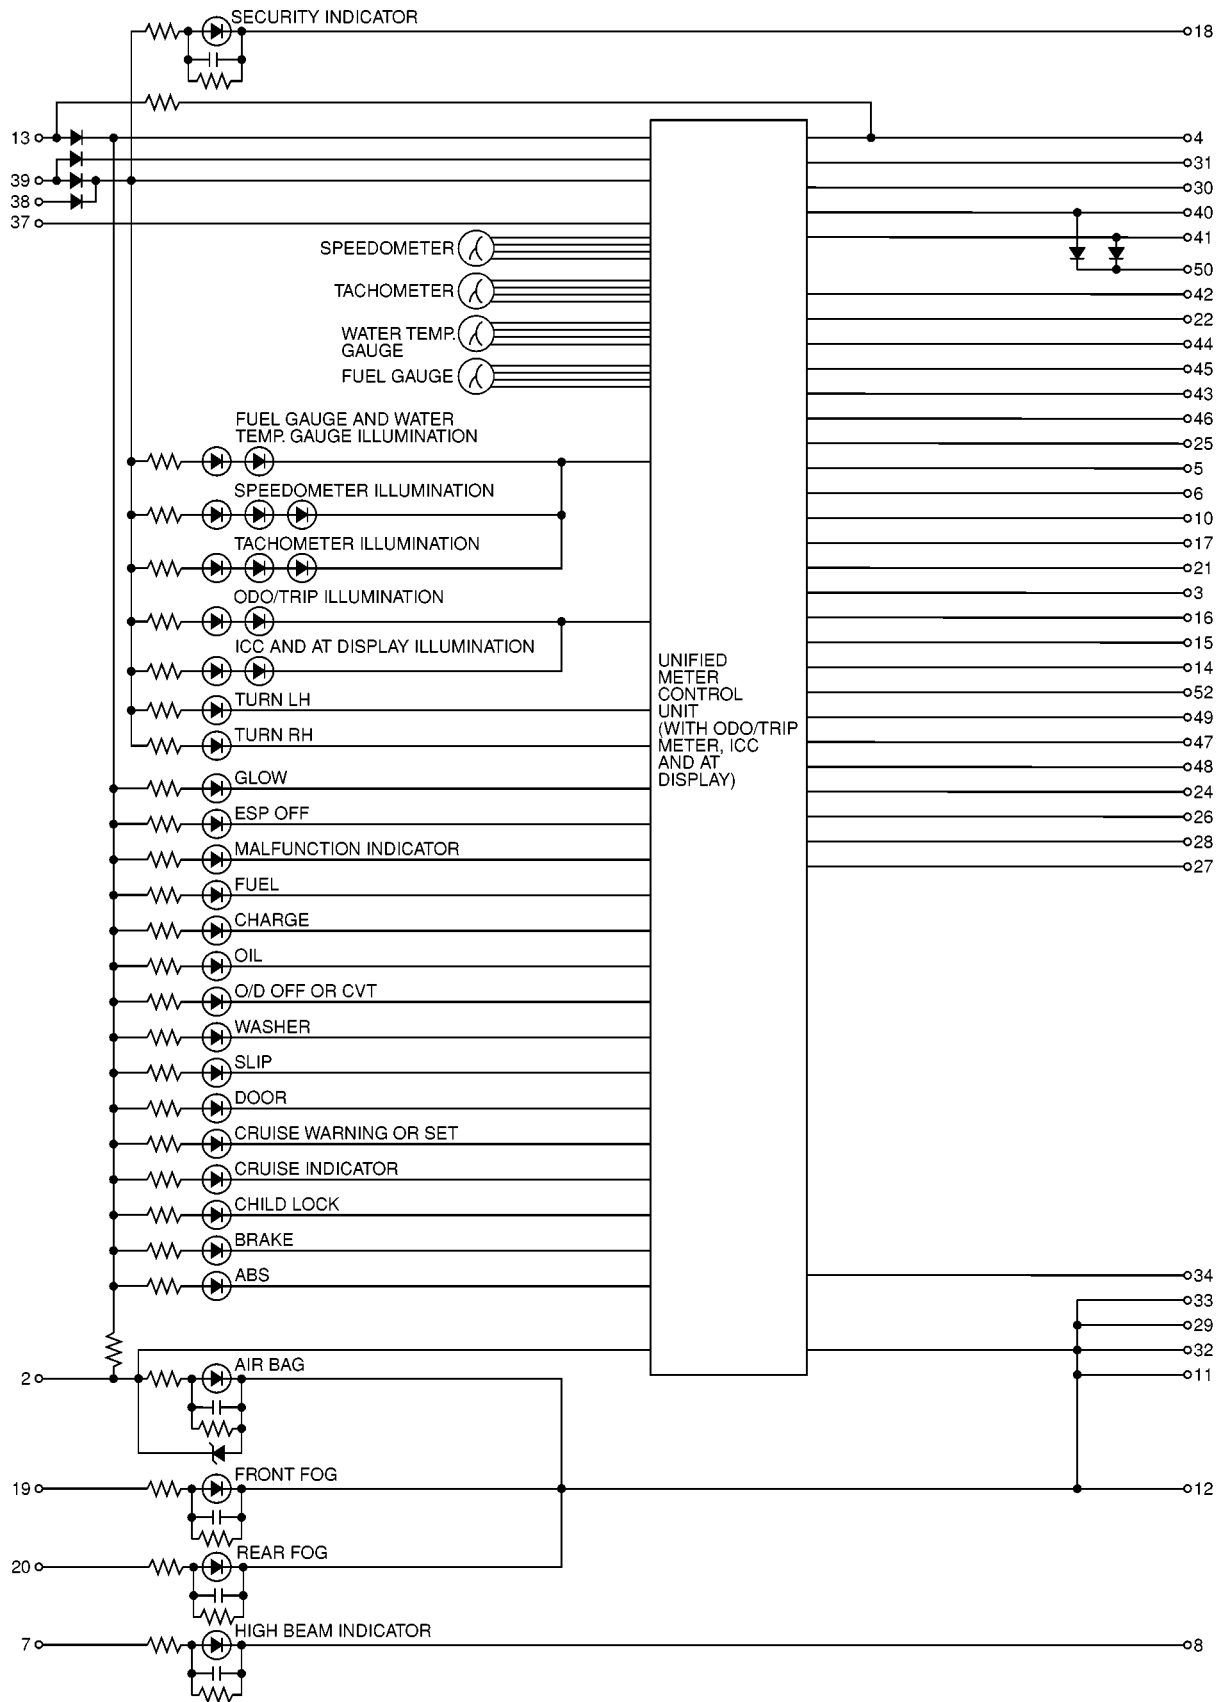 SECURITY INDICATOR
18
13
4
31
39
30
38
40
37
41
SPEEDOMETER
50
TACHOMETER
42
22
WATER TEMP.
GAUGE
44
FUEL GAUGE
45
43
FUEL GAUGE AND WATER
TEMP. GAUGE ILLUMINATION
46
25
5
SPEEDOMETER ILLUMINATION
6
10
TACHOMETER ILLUMINATION
17
21
ODO/TRIP ILLUMINATION
3
16
ICC AND AT DISPLAY ILLUMINATION
15
UNIFIED
METER
CONTROL
UNIT
(WITH ODO/TRIP
METER, ICC
AND AT
DISPLAY)
14
TURN LH
52
49
TURN RH
47
48
GLOW
24
ESP OFF
26
MALFUNCTION INDICATOR
28
27
FUEL
CHARGE
OIL
O/D OFF OR CVT
WASHER
SLIP
DOOR
CRUISE WARNING OR SET
CRUISE INDICATOR
CHILD LOCK
BRAKE
ABS
34
33
29
32
AIR BAG
2
11
FRONT FOG
19
12
REAR FOG
20
HIGH BEAM INDICATOR
7
8